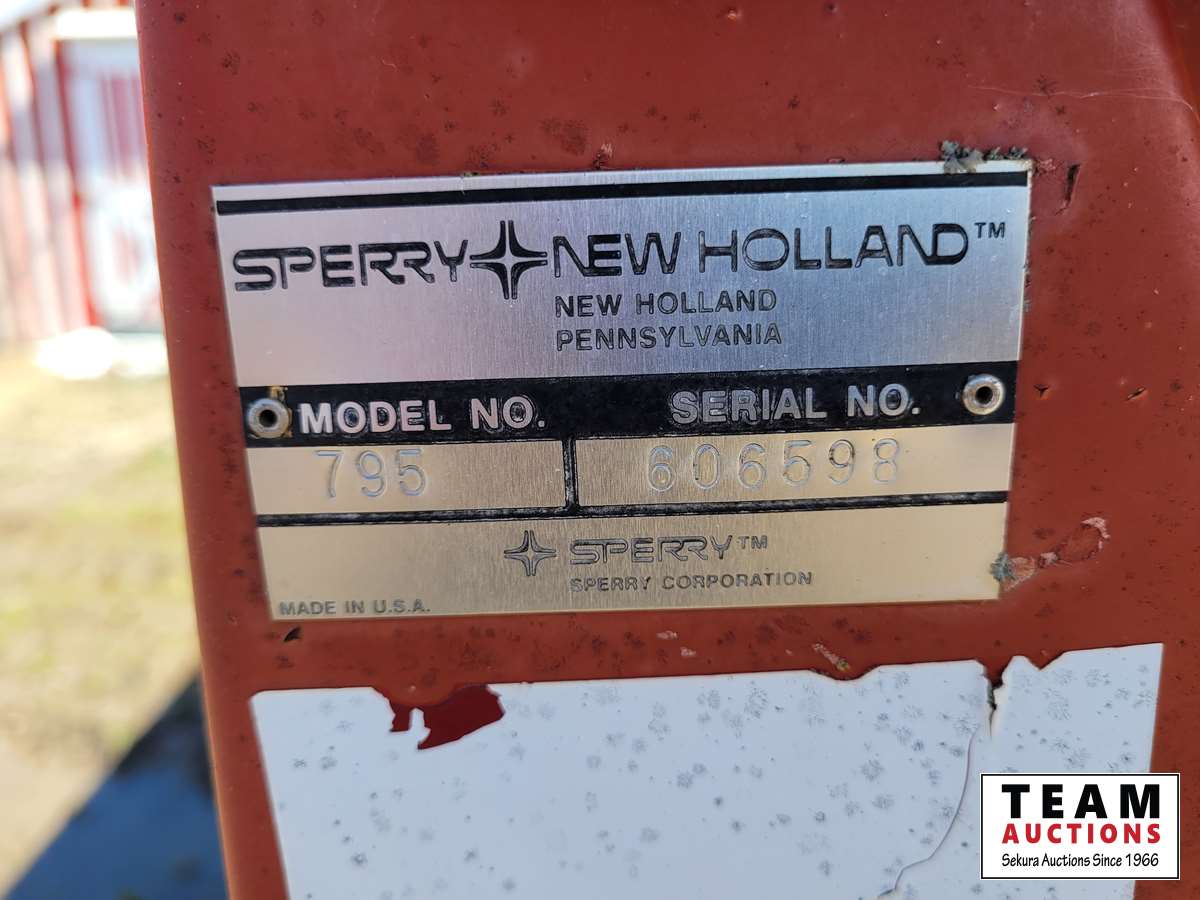 SPERRY NEW HOLLAND™
NEW HOLLAND
PENNSYLVANIA
MODEL NO. SERIAL NO.
795 606598
SPERRY™
SPERRY CORPORATION
MADE IN U.S.A.
TEAM
AUCTIONS
Sekura Auctions Since 1966